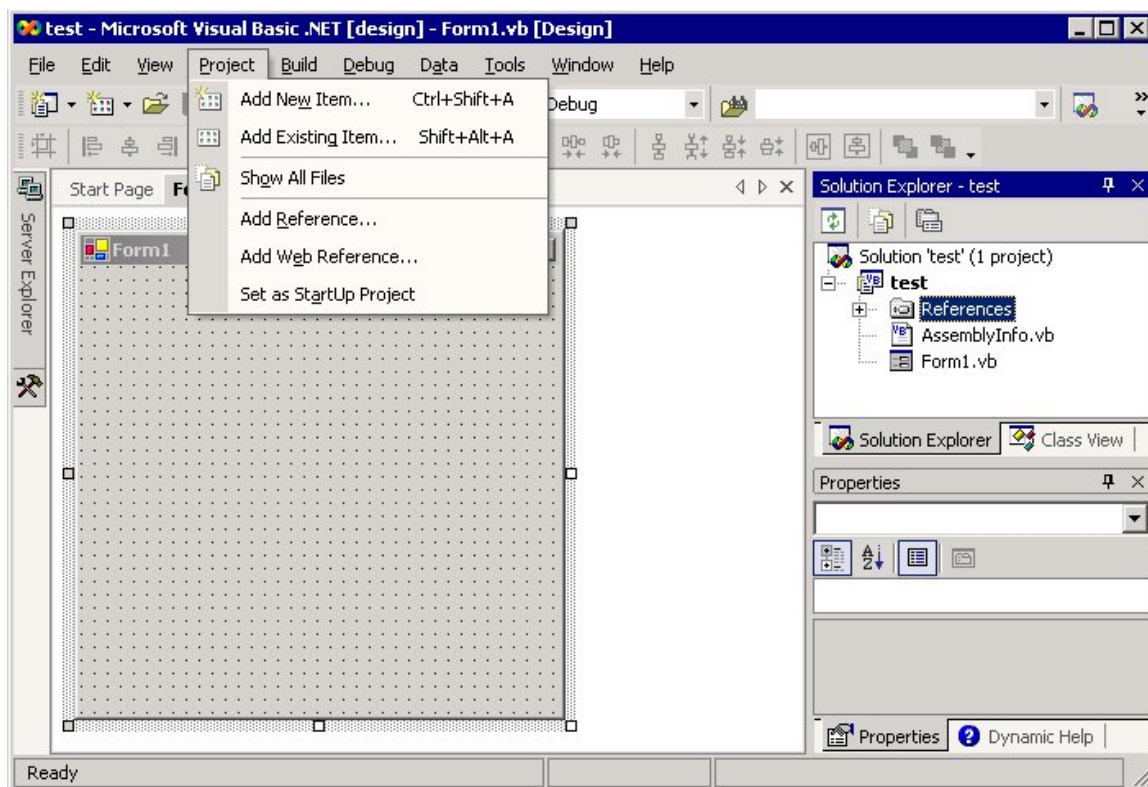 test - Microsoft Visual Basic .NET [design] - Form1.vb [Design]
File Edit View Project Build Debug Data Tools Window Help
Add New Item... Ctrl+Shift+A
Debug
Add Existing Item... Shift+Alt+A
Show All Files
Add Reference...
Add Web Reference...
Set as StartUp Project
Start Page
Server Explorer
Form1
Solution Explorer - test
Solution 'test' (1 project)
test
References
AssemblyInfo.vb
Form1.vb
Solution Explorer Class View
Properties
Properties Dynamic Help
Ready